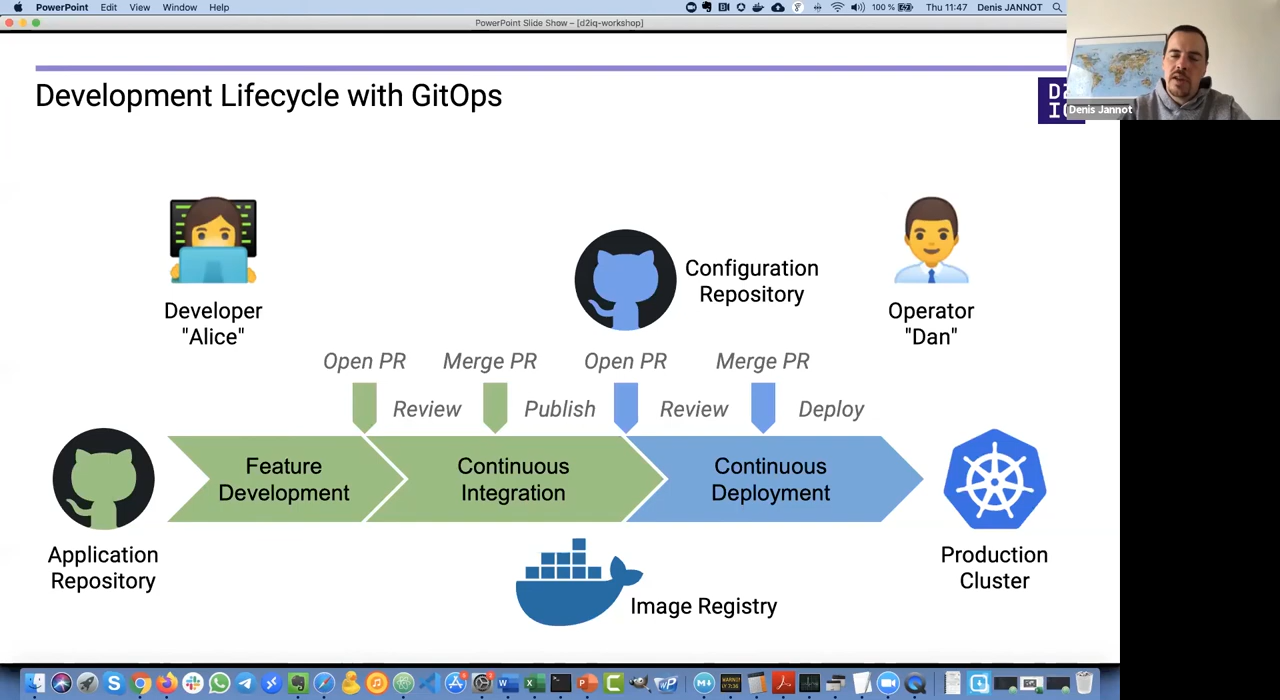 PowerPoint Edit View Window Help 100 % Thu 11:47 Denis JANNOT
PowerPoint Slide Show – [d2iq-workshop]
Denis Jannot
Development Lifecycle with GitOps
Developer
"Alice"
Configuration
Repository
Operator
"Dan"
Open PR Merge PR Open PR Merge PR
Review Publish Review Deploy
Feature
Development
Continuous
Integration
Continuous
Deployment
Application
Repository
Production
Cluster
Image Registry